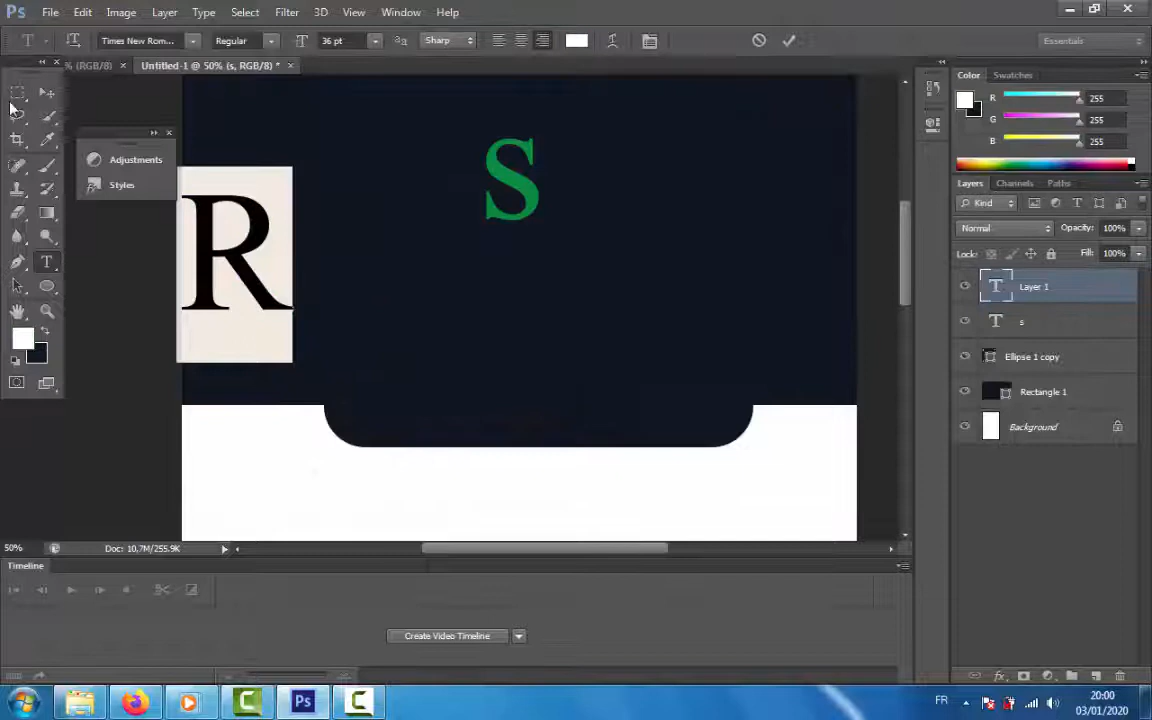 Ps File Edit Image Layer Type Select Filter 3D View Window Help
T Times New Rom... Regular 36 pt aa Sharp Essentials
% (RGB/8) × Untitled-1 @ 50% (s, RGB/8) * ×
Color Swatches
R 255
G 255
B 255
Adjustments
Styles
S
R
Layers Channels Paths
Kind
Normal Opacity: 100%
Lock: Fill: 100%
T Layer 1
T s
Ellipse 1 copy
Rectangle 1
Background
50% Doc: 10,7M/255,9K
Timeline
Create Video Timeline
Ps FR 20:00
03/01/2020